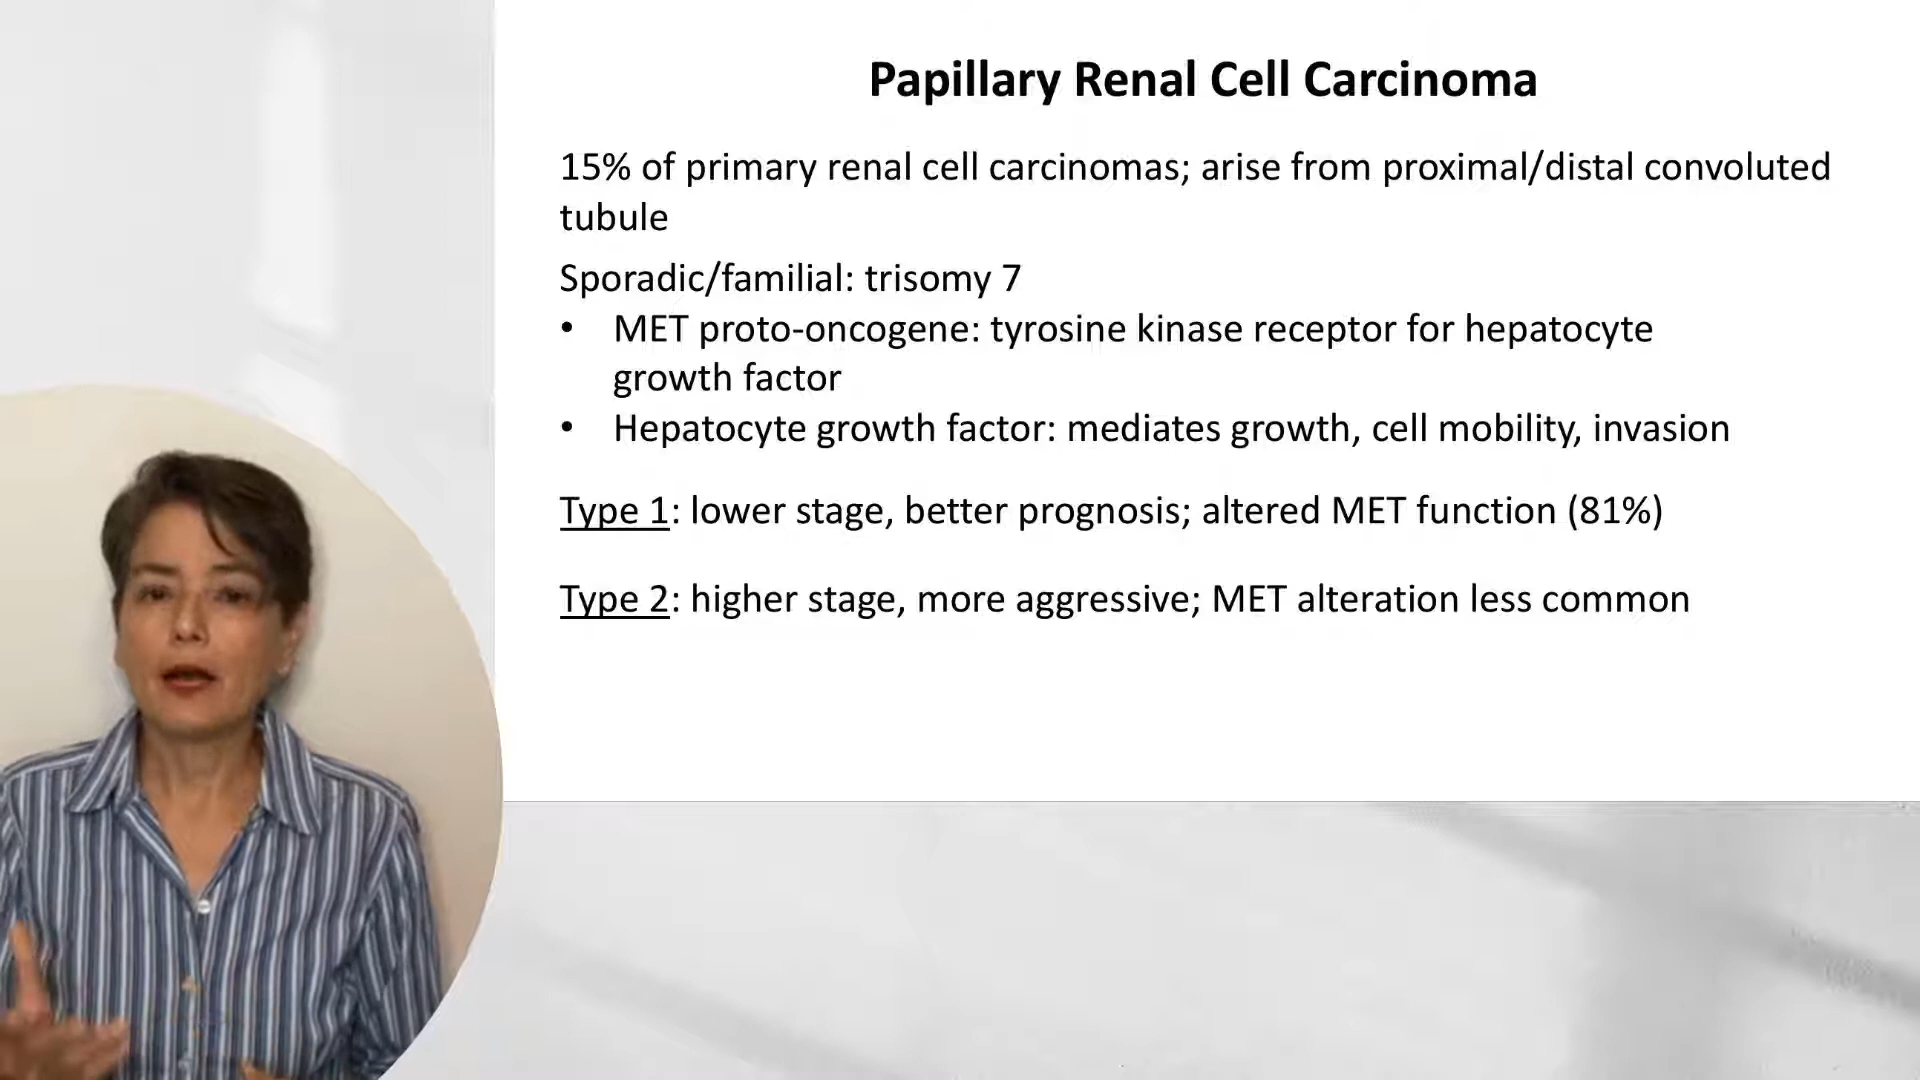 Papillary Renal Cell Carcinoma
15% of primary renal cell carcinomas; arise from proximal/distal convoluted
tubule
Sporadic/familial: trisomy 7
• MET proto-oncogene: tyrosine kinase receptor for hepatocyte
growth factor
• Hepatocyte growth factor: mediates growth, cell mobility, invasion
Type 1: lower stage, better prognosis; altered MET function (81%)
Type 2: higher stage, more aggressive; MET alteration less common